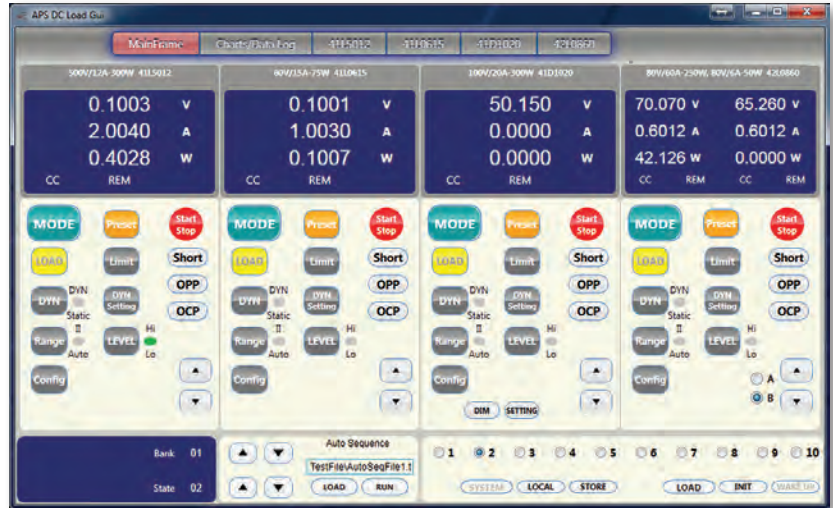 APS DC Load Gui
MainFrame Charts/Data Log 41L5012 41L0615 41D1020 42L0860
500V/12A-300W 41L5012
0.1003 V
2.0040 A
0.4028 W
CC REM
60V/15A-75W 41L0615
0.1001 V
1.0030 A
0.1007 W
CC REM
100V/20A-300W 41D1020
50.150 V
0.0000 A
0.0000 W
CC REM
80V/60A-250W, 80V/6A-50W 42L0860
70.070 V 65.260 V
0.6012 A 0.6012 A
42.126 W 0.0000 W
CC REM CC REM
MODE Preset Start Stop
LOAD Limit Short
DYN DYN Static DYN Setting OPP
OCP
Range II Auto LEVEL Hi Lo
Config
MODE Preset Start Stop
LOAD Limit Short
DYN DYN Static DYN Setting OPP
OCP
Range II Auto LEVEL Hi Lo
Config
MODE Preset Start Stop
LOAD Limit Short
DYN DYN Static DYN Setting OPP
OCP
Range II Auto LEVEL Hi Lo
Config
DIM SETTING
MODE Preset Start Stop
LOAD Limit Short
DYN DYN Static DYN Setting OPP
OCP
Range II Auto LEVEL Hi Lo
Config
A
B
Bank 01
State 02
Auto Sequence
TestFile\AutoSeqFile1.t
LOAD RUN
1 2 3 4 5 6 7 8 9 10
SYSTEM LOCAL STORE LOAD INIT WAKE UP